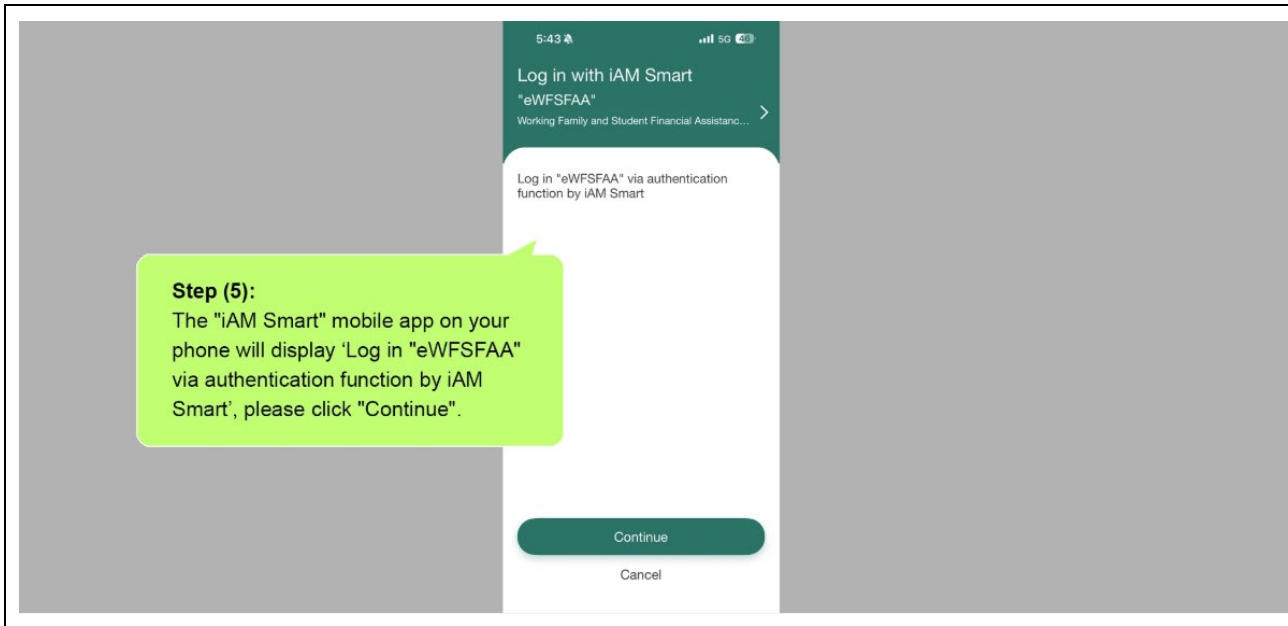 5:43
5G 46
Log in with iAM Smart
"eWFSFAA"
Working Family and Student Financial Assistanc...
Log in "eWFSFAA" via authentication
function by iAM Smart
Step (5):
The "iAM Smart" mobile app on your
phone will display ‘Log in "eWFSFAA"
via authentication function by iAM
Smart’, please click "Continue".
Continue
Cancel